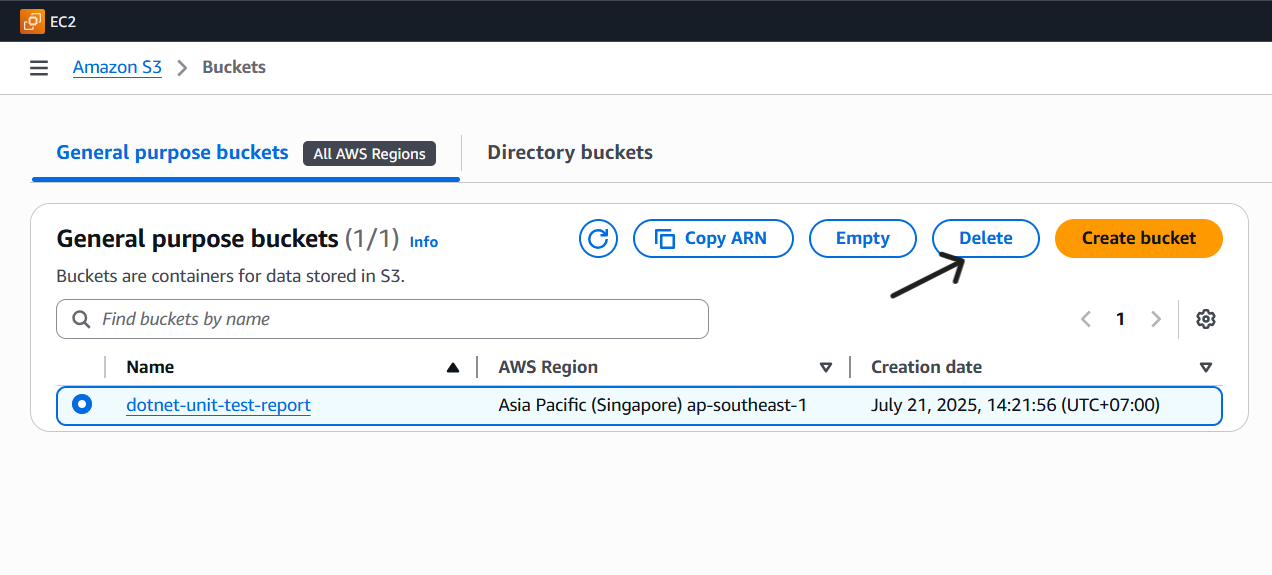 EC2
Amazon S3 Buckets
General purpose buckets All AWS Regions Directory buckets
General purpose buckets (1/1) Info Copy ARN Empty Delete Create bucket
Buckets are containers for data stored in S3.
Find buckets by name 1
Name AWS Region Creation date
dotnet-unit-test-report Asia Pacific (Singapore) ap-southeast-1 July 21, 2025, 14:21:56 (UTC+07:00)